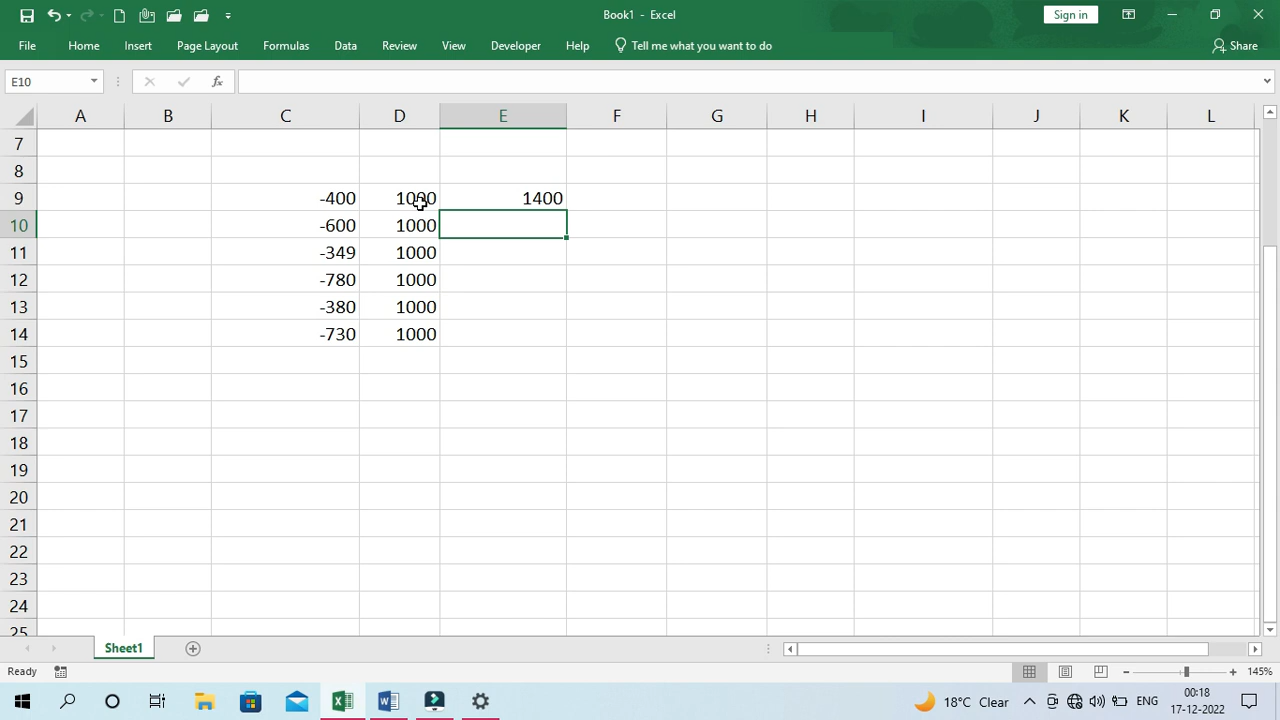 Book1 - Excel
Sign in
File Home Insert Page Layout Formulas Data Review View Developer Help Tell me what you want to do Share
E10 fx
A B C D E F G H I J K L
7
8
9 -400 1000 1400
10 -600 1000
11 -349 1000
12 -780 1000
13 -380 1000
14 -730 1000
15
16
17
18
19
20
21
22
23
24
25
Sheet1
Ready 145%
18°C Clear ENG 00:18
17-12-2022